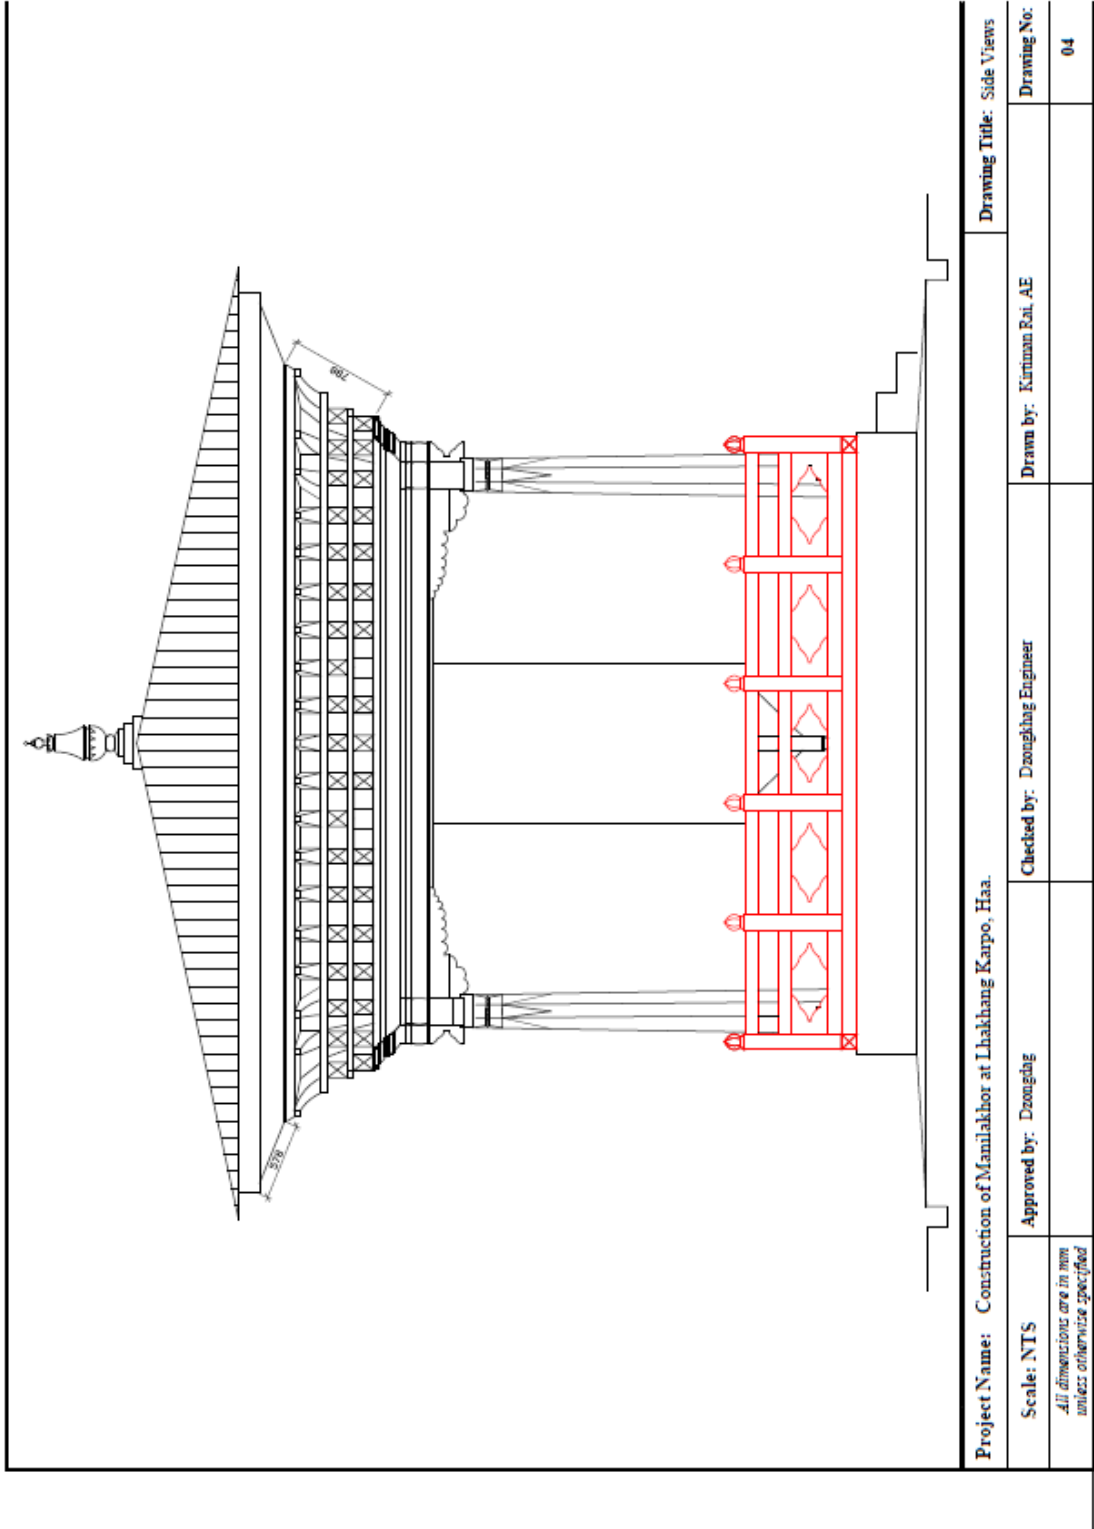 578
798
Project Name: Construction of Manilakhor at Lhakhang Karpo, Haa.
Drawing Title: Side Views
Scale: NTS
Approved by: Dzongdag
Checked by: Dzongkhag Engineer
Drawn by: Kirtiman Rai, AE
Drawing No:
All dimensions are in mm
unless otherwise specified
04